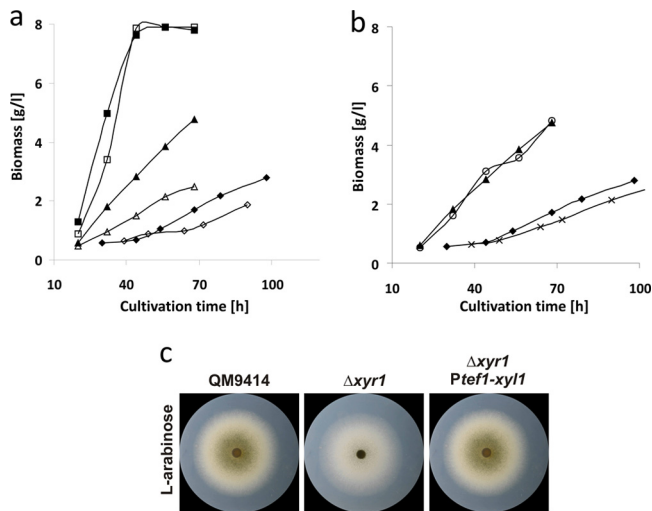 a
8
6
4
2
0
Biomass [g/l]
10 40 70 100
Cultivation time [h]
b
8
6
4
2
0
Biomass [g/l]
10 40 70 100
Cultivation time [h]
c
QM9414
Δxyr1
Δxyr1
Ptef1-xyl1
L-arabinose